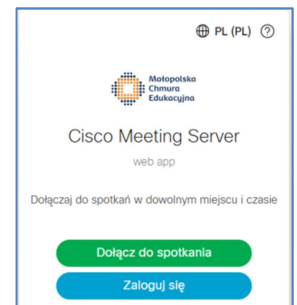 PL (PL)
Małopolska
Chmura
Edukacyjna
Cisco Meeting Server
web app
Dołączaj do spotkań w dowolnym miejscu i czasie
Dołącz do spotkania
Zaloguj się